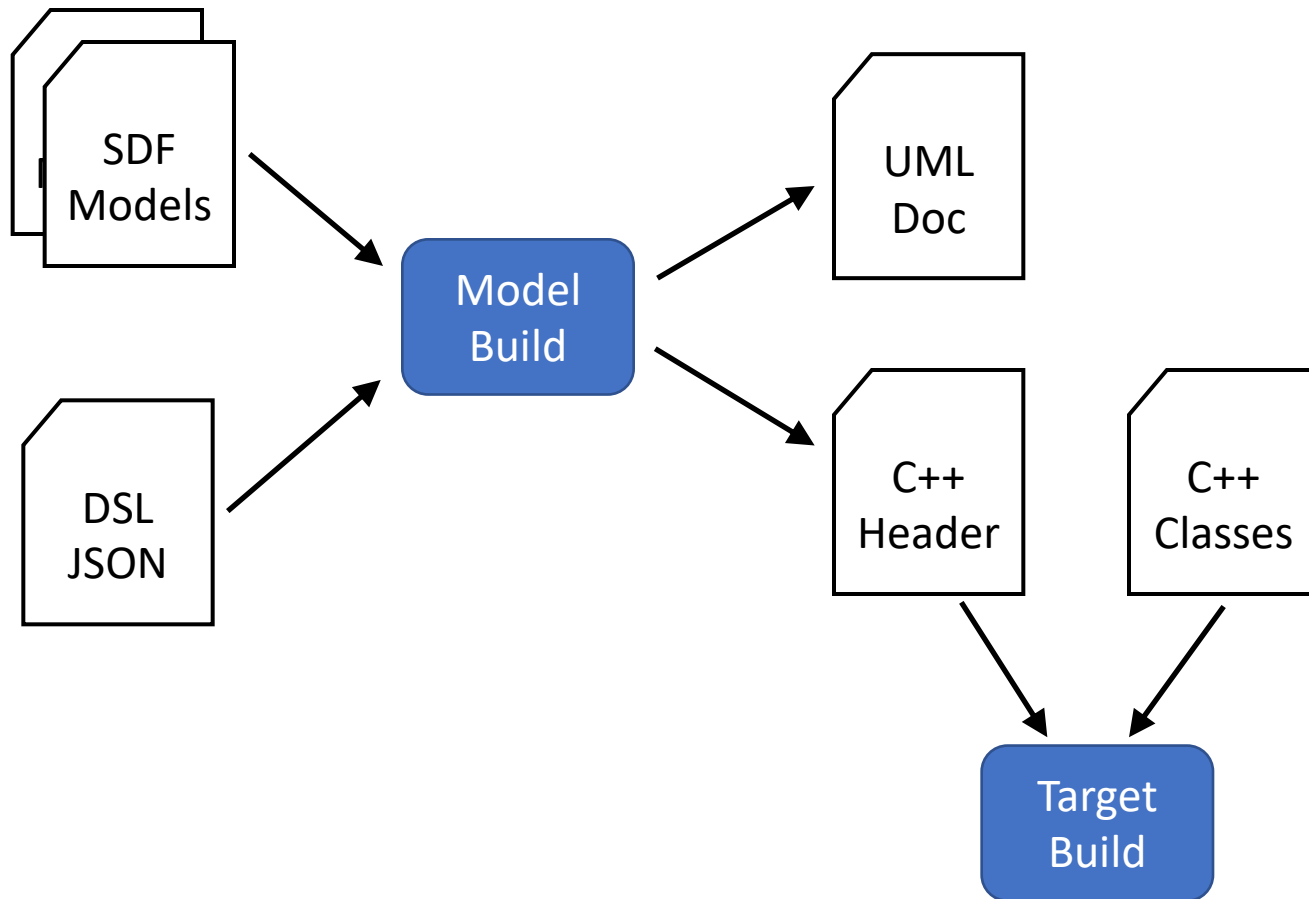 SDF
Models
UML
Doc
Model
Build
DSL
JSON
C++
Header
C++
Classes
Target
Build